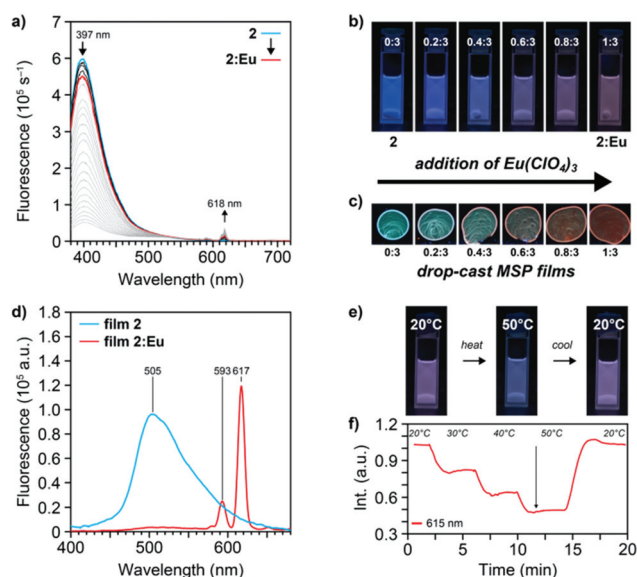 a)
397 nm
2
2:Eu
618 nm
Fluorescence (10⁵ s⁻¹)
7
6
5
4
3
2
1
0
400 500 600 700
Wavelength (nm)
b)
0:3 0.2:3 0.4:3 0.6:3 0.8:3 1:3
2 2:Eu
addition of Eu(ClO₄)₃
c)
0:3 0.2:3 0.4:3 0.6:3 0.8:3 1:3
drop-cast MSP films
d)
film 2
film 2:Eu
505 593 617
Fluorescence (10⁵ a.u.)
1.8
1.6
1.4
1.2
1.0
0.8
0.6
0.4
0.2
0.0
400 500 600
Wavelength (nm)
e)
20°C 50°C 20°C
heat cool
f)
20°C 30°C 40°C 50°C 20°C
Int. (a.u.)
1.2
0.9
0.6
0.3
615 nm
0 5 10 15 20
Time (min)